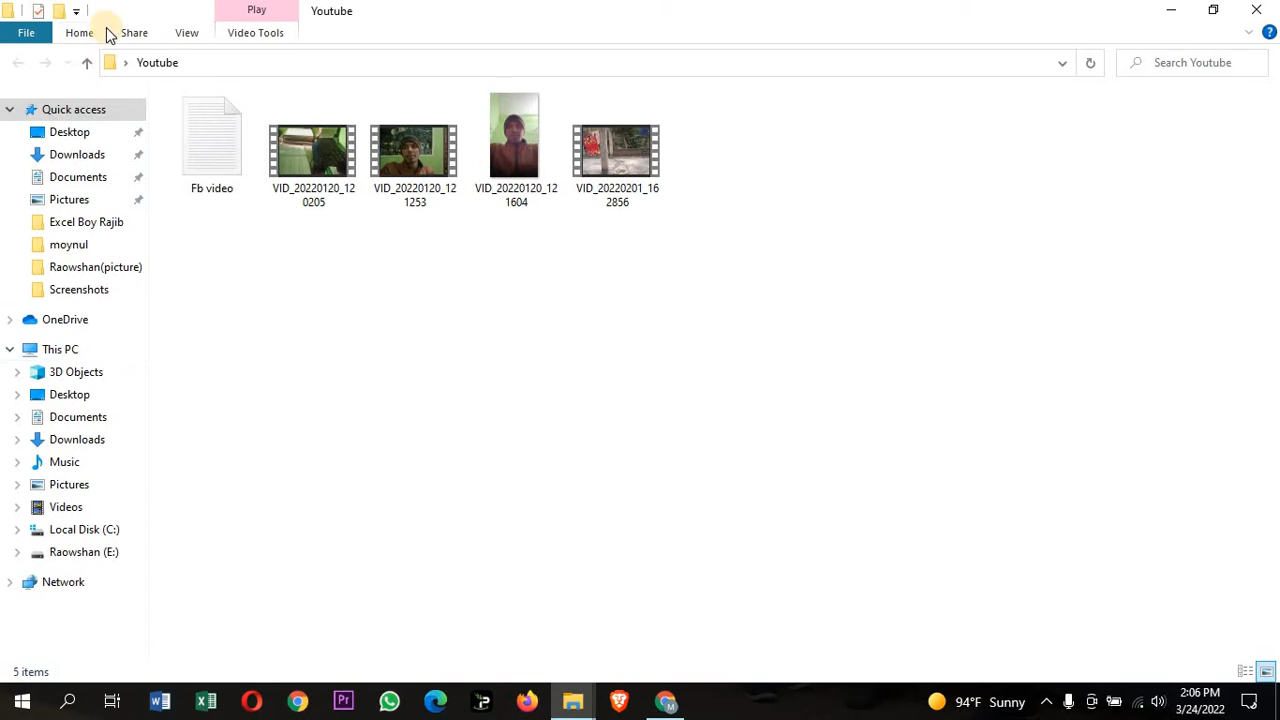 Play
Youtube
File
Home
Share
View
Video Tools
Youtube
Search Youtube
Quick access
Desktop
Downloads
Documents
Pictures
Excel Boy Rajib
moynul
Raowshan(picture)
Screenshots
OneDrive
This PC
3D Objects
Desktop
Documents
Downloads
Music
Pictures
Videos
Local Disk (C:)
Raowshan (E:)
Network
Fb video
VID_20220120_12
0205
VID_20220120_12
1253
VID_20220120_12
1604
VID_20220201_16
2856
5 items
94°F Sunny
2:06 PM
3/24/2022